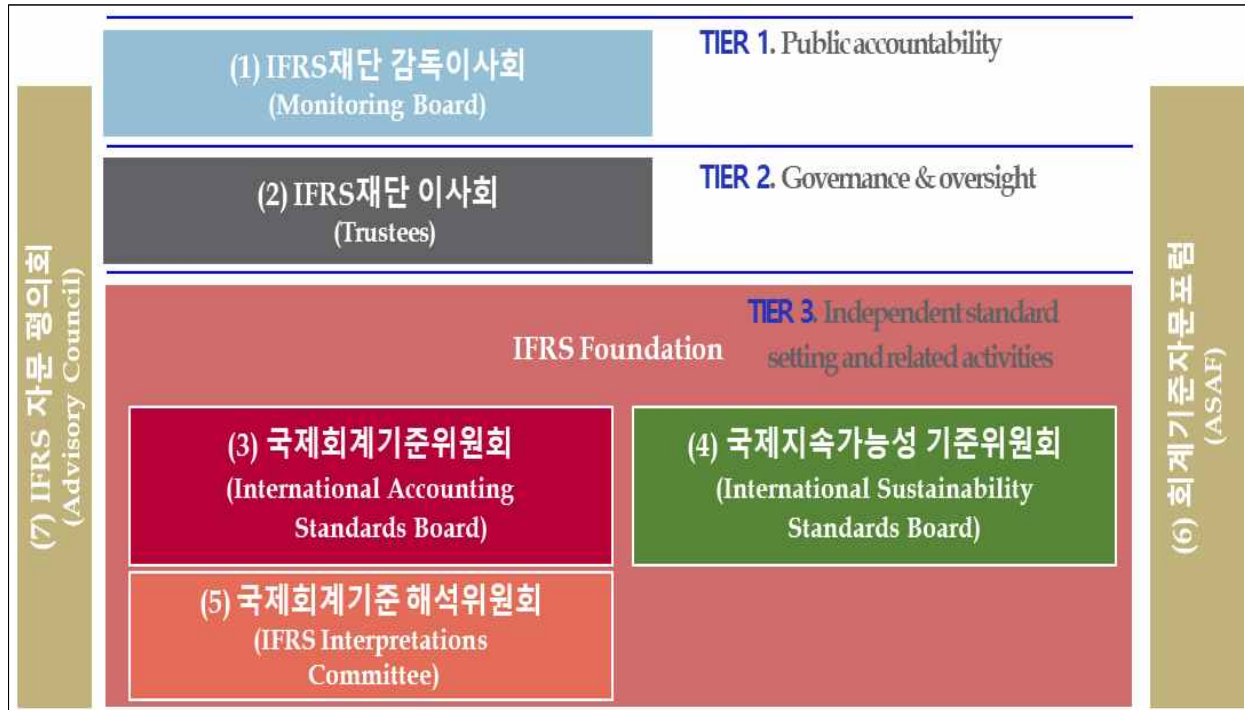 (1) IFRS재단 감독이사회
(Monitoring Board)
TIER 1. Public accountability
(2) IFRS재단 이사회
(Trustees)
TIER 2. Governance & oversight
TIER 3. Independent standard
setting and related activities
IFRS Foundation
(3) 국제회계기준위원회
(International Accounting
Standards Board)
(4) 국제지속가능성 기준위원회
(International Sustainability
Standards Board)
(5) 국제회계기준 해석위원회
(IFRS Interpretations
Committee)
(7) IFRS 자문 평의회
(Advisory Council)
(6) 회계기준자문포럼
(ASAF)